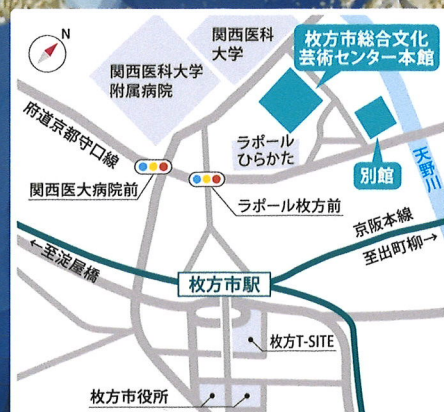 N
関西医科
大学
枚方市総合文化
芸術センター本館
関西医科大学
附属病院
府道京都守口線
ラポール
ひらかた
別館
天野川
関西医大病院前
ラポール枚方前
京阪本線
至出町柳→
←至淀屋橋
枚方市駅
枚方T-SITE
枚方市役所